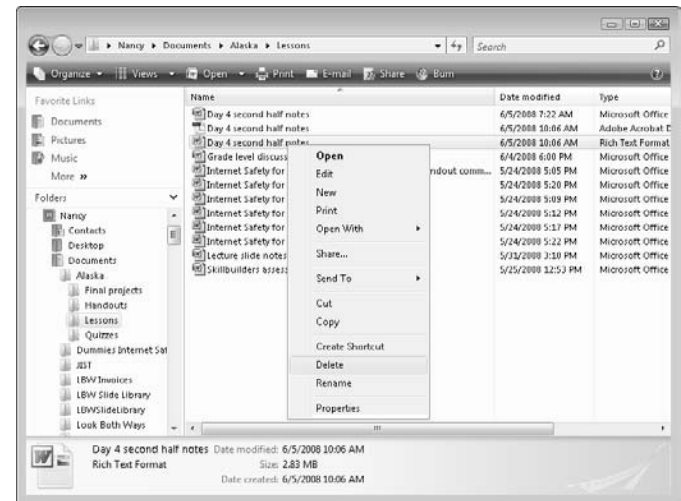 Nancy ▸ Documents ▸ Alaska ▸ Lessons
Search
Organize Views Open Print E-mail Share Burn
Favorite Links
Documents
Pictures
Music
More »
Folders
Nancy
Contacts
Desktop
Documents
Alaska
Final projects
Handouts
Lessons
Quizzes
Dummies Internet Saf
JIST
LBW Invoices
LBW Slide Library
LBWSlideLibrary
Look Both Ways
Name Date modified Type
Day 4 second half notes 6/5/2008 7:22 AM Microsoft Office
Day 4 second half notes 6/5/2008 10:06 AM Adobe Acrobat D
Day 4 second half notes 6/5/2008 10:06 AM Rich Text Format
Grade level discuss 6/4/2008 6:00 PM Microsoft Office
Internet Safety for ndout comm... 5/24/2008 5:05 PM Microsoft Office
Internet Safety for 5/24/2008 5:20 PM Microsoft Office
Internet Safety for 5/24/2008 5:09 PM Microsoft Office
Internet Safety for 5/24/2008 5:12 PM Microsoft Office
Internet Safety for 5/24/2008 5:17 PM Microsoft Office
Internet Safety for 5/24/2008 5:22 PM Microsoft Office
Lecture slide notes 5/31/2008 3:10 PM Microsoft Office
Skillbuilders assess 5/25/2008 12:53 PM Microsoft Office
Open
Edit
New
Print
Open With
Share...
Send To
Cut
Copy
Create Shortcut
Delete
Rename
Properties
Day 4 second half notes Date modified: 6/5/2008 10:06 AM
Rich Text Format Size: 2.83 MB
Date created: 6/5/2008 10:06 AM